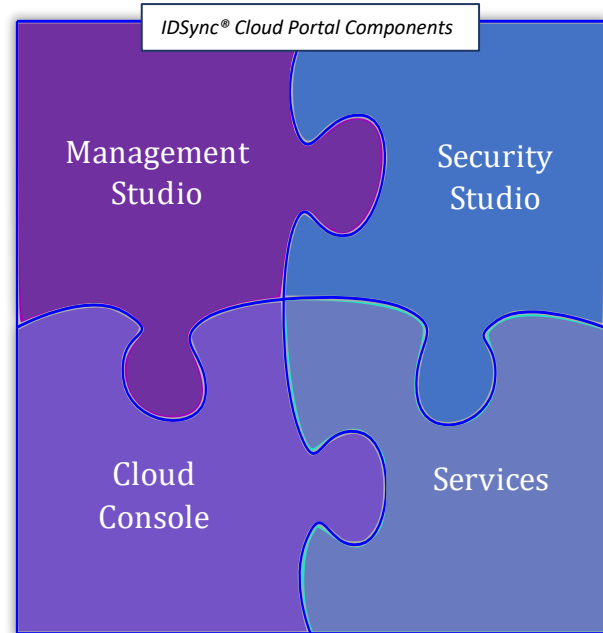 IDSync® Cloud Portal Components
Management
Studio
Security
Studio
Cloud
Console
Services